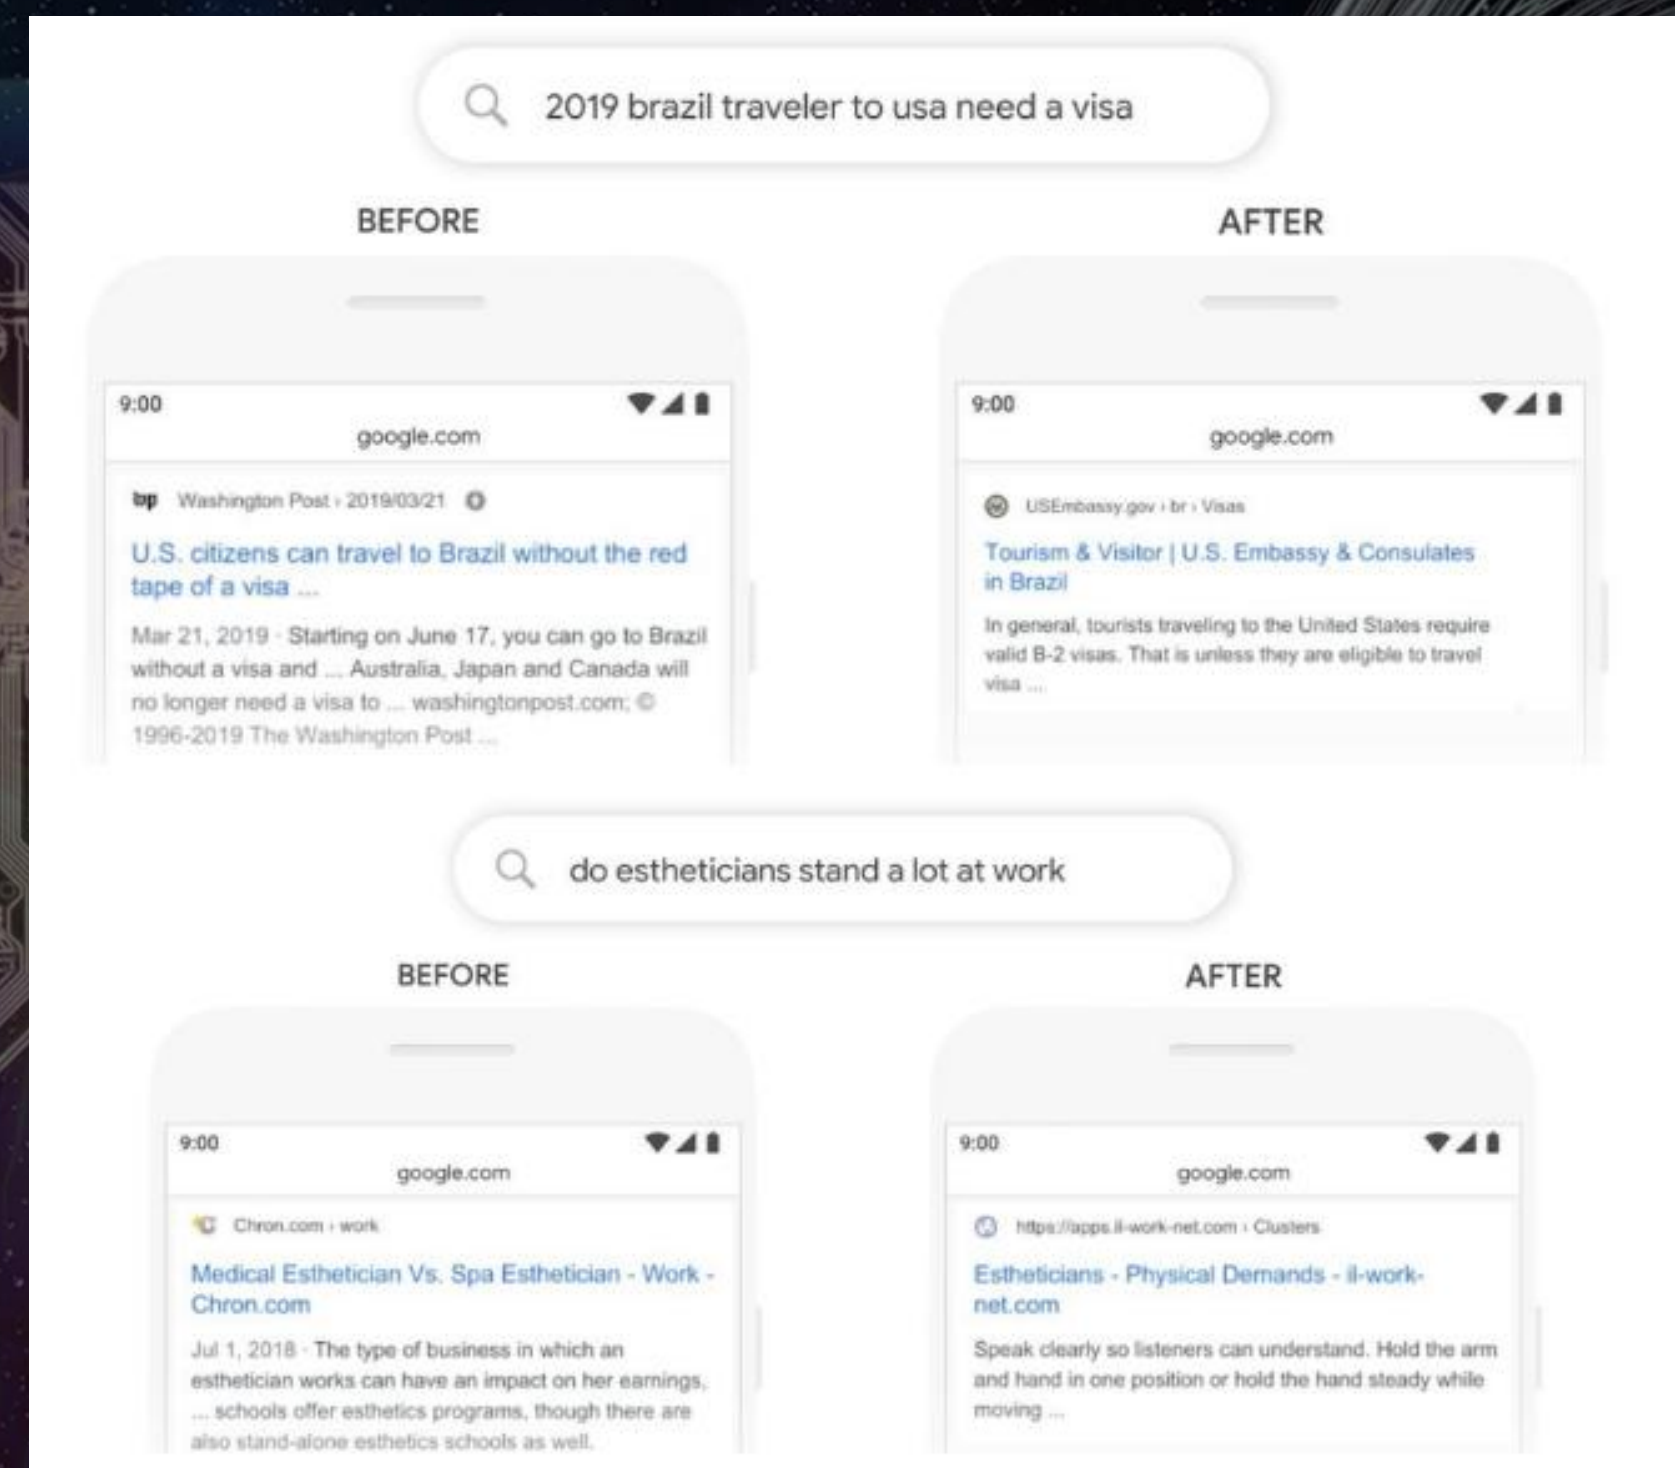 2019 brazil traveler to usa need a visa
BEFORE
9:00
google.com
wp Washington Post › 2019/03/21
U.S. citizens can travel to Brazil without the red
tape of a visa ...
Mar 21, 2019 · Starting on June 17, you can go to Brazil
without a visa and ... Australia, Japan and Canada will
no longer need a visa to ... washingtonpost.com; ©
1996-2019 The Washington Post ...
AFTER
9:00
google.com
USEmbassy.gov › br › Visas
Tourism & Visitor | U.S. Embassy & Consulates
in Brazil
In general, tourists traveling to the United States require
valid B-2 visas. That is unless they are eligible to travel
visa ...
do estheticians stand a lot at work
BEFORE
9:00
google.com
Chron.com › work
Medical Esthetician Vs. Spa Esthetician - Work -
Chron.com
Jul 1, 2018 · The type of business in which an
esthetician works can have an impact on her earnings,
... schools offer esthetics programs, though there are
also stand-alone esthetics schools as well.
AFTER
9:00
google.com
https://apps.il-work-net.com › Clusters
Estheticians - Physical Demands - il-work-
net.com
Speak clearly so listeners can understand. Hold the arm
and hand in one position or hold the hand steady while
moving ...